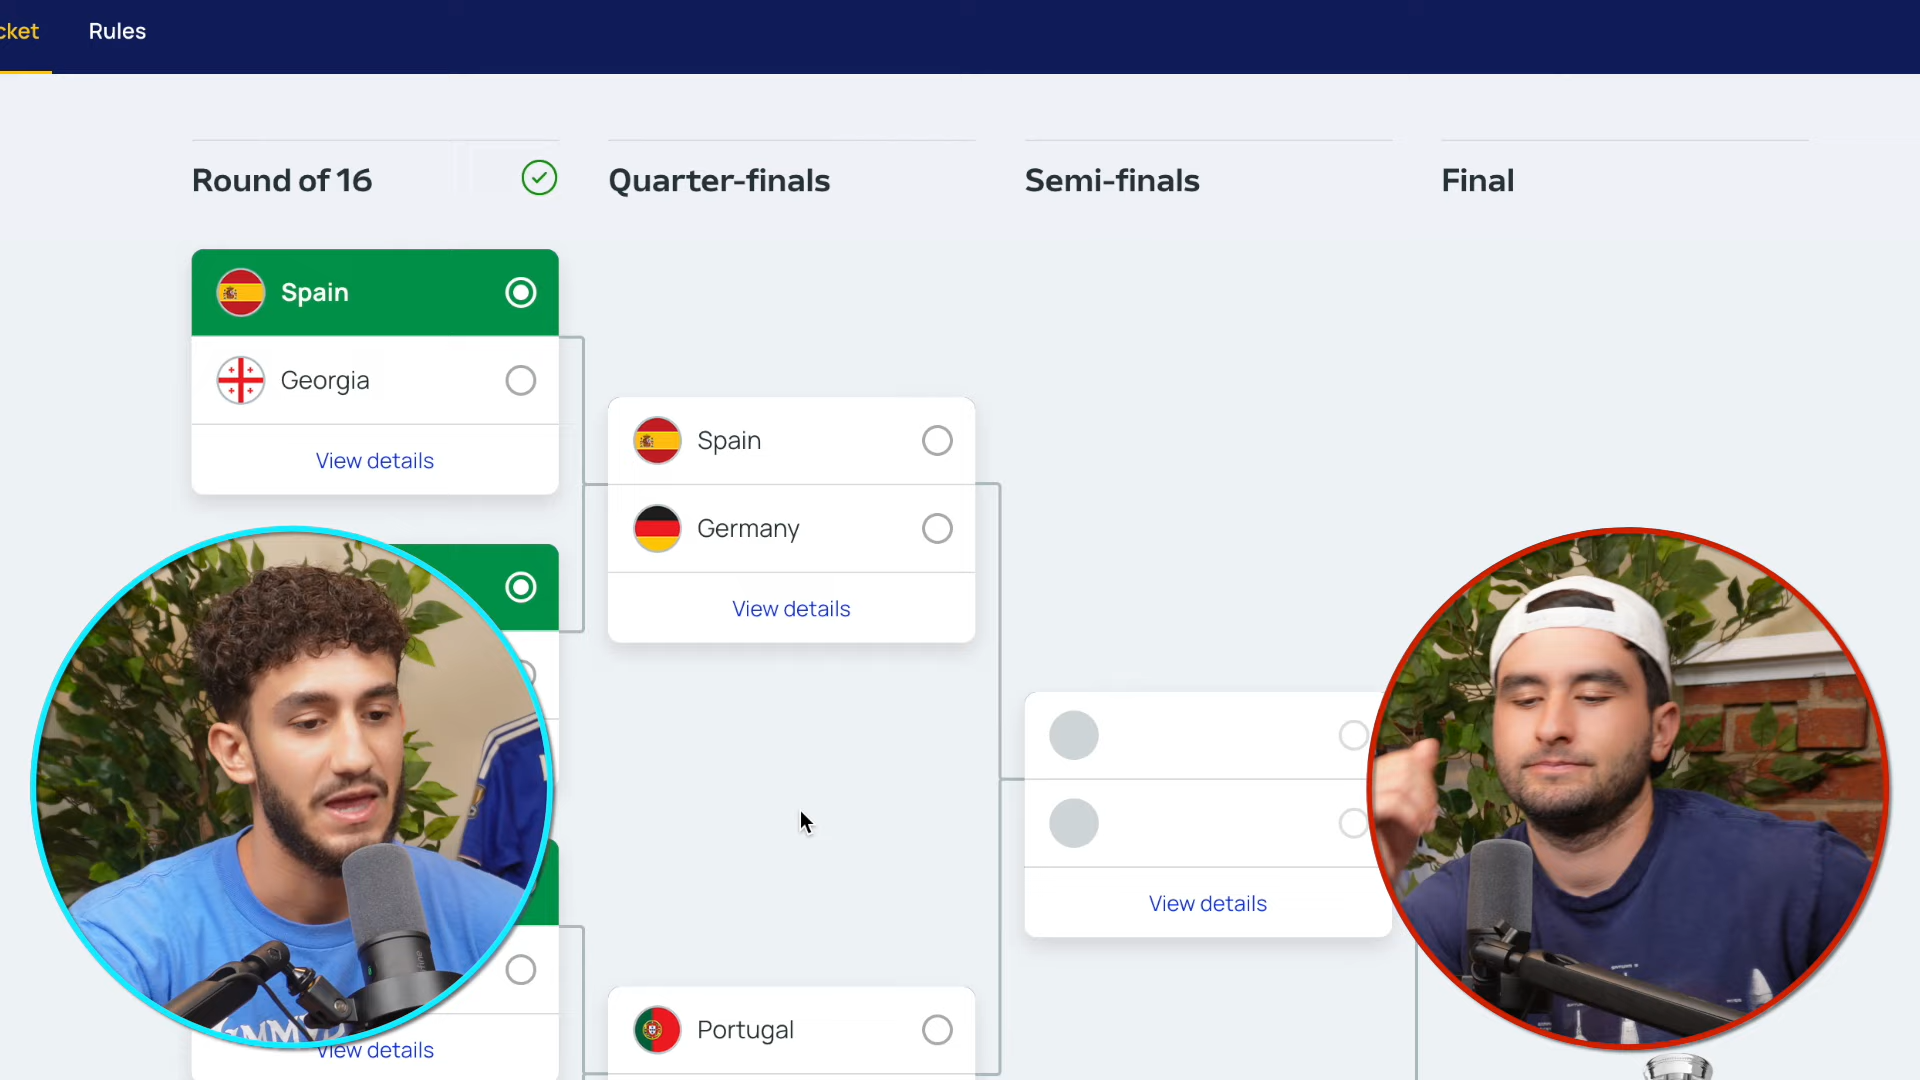 cket
Rules
Round of 16
Quarter-finals
Semi-finals
Final
Spain
Georgia
View details
Spain
Germany
View details
View details
Portugal
View details